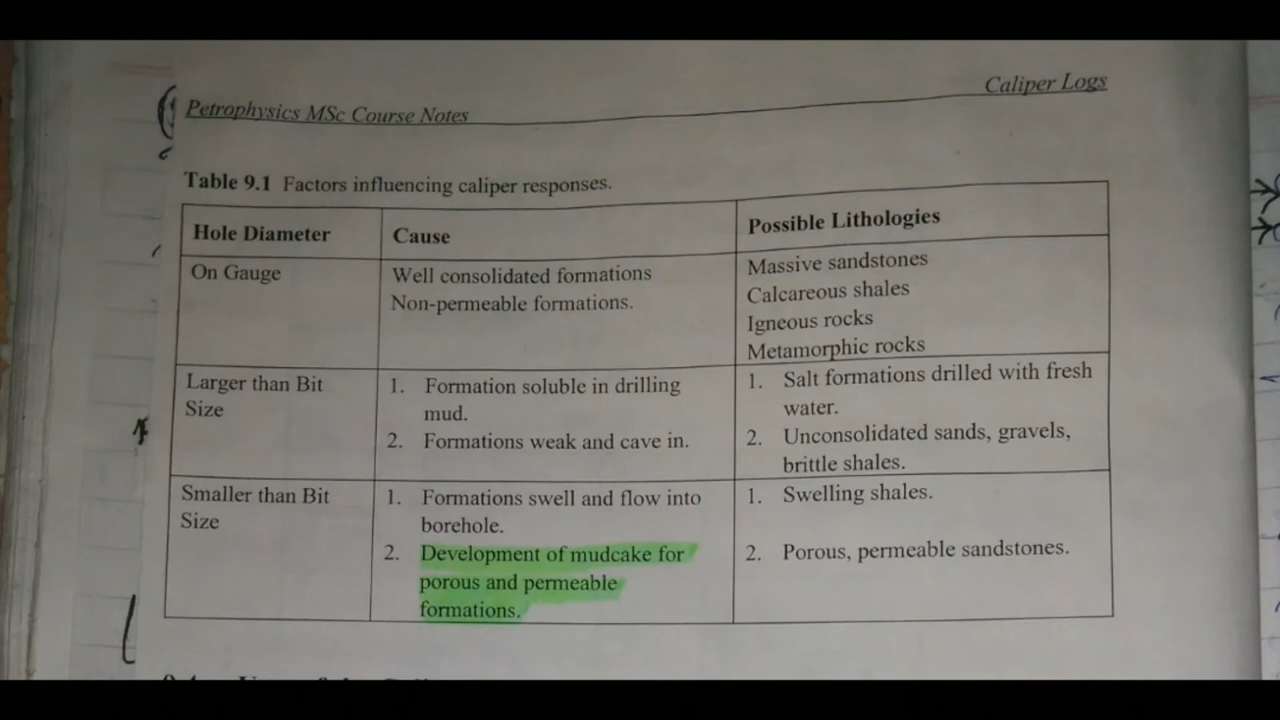 Caliper Logs
Petrophysics MSc Course Notes
Table 9.1 Factors influencing caliper responses.
Hole Diameter
Cause
Possible Lithologies
On Gauge
Well consolidated formations
Non-permeable formations.
Massive sandstones
Calcareous shales
Igneous rocks
Metamorphic rocks
Larger than Bit
Size
1. Formation soluble in drilling
mud.
2. Formations weak and cave in.
1. Salt formations drilled with fresh
water.
2. Unconsolidated sands, gravels,
brittle shales.
Smaller than Bit
Size
1. Formations swell and flow into
borehole.
2. Development of mudcake for
porous and permeable
formations.
1. Swelling shales.
2. Porous, permeable sandstones.